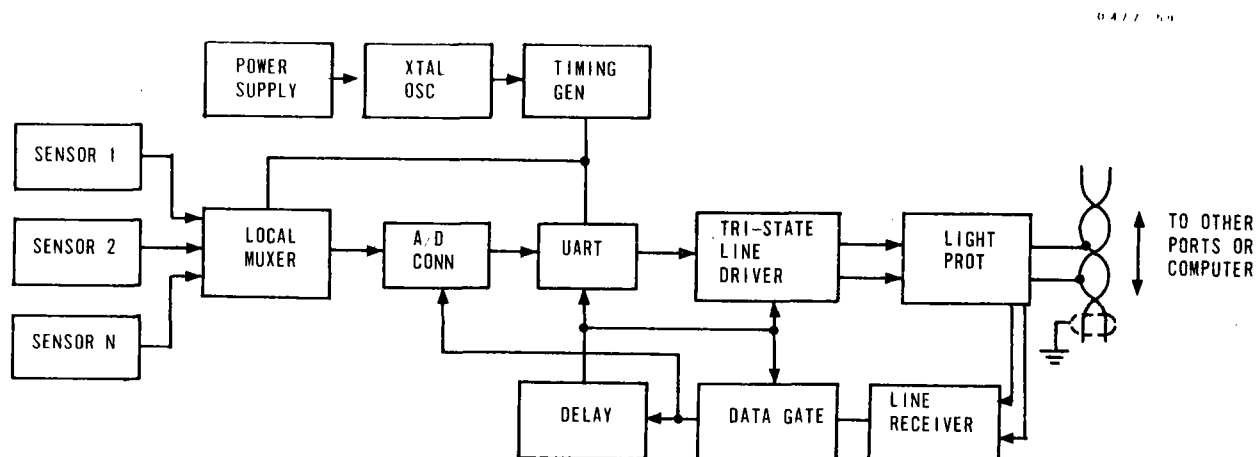 POWER
SUPPLY
XTAL
OSC
TIMING
GEN
SENSOR 1
SENSOR 2
SENSOR N
LOCAL
MUXER
A/D
CONN
UART
TRI-STATE
LINE
DRIVER
LIGHT
PROT
TO OTHER
PORTS OR
COMPUTER
DELAY
DATA GATE
LINE
RECEIVER